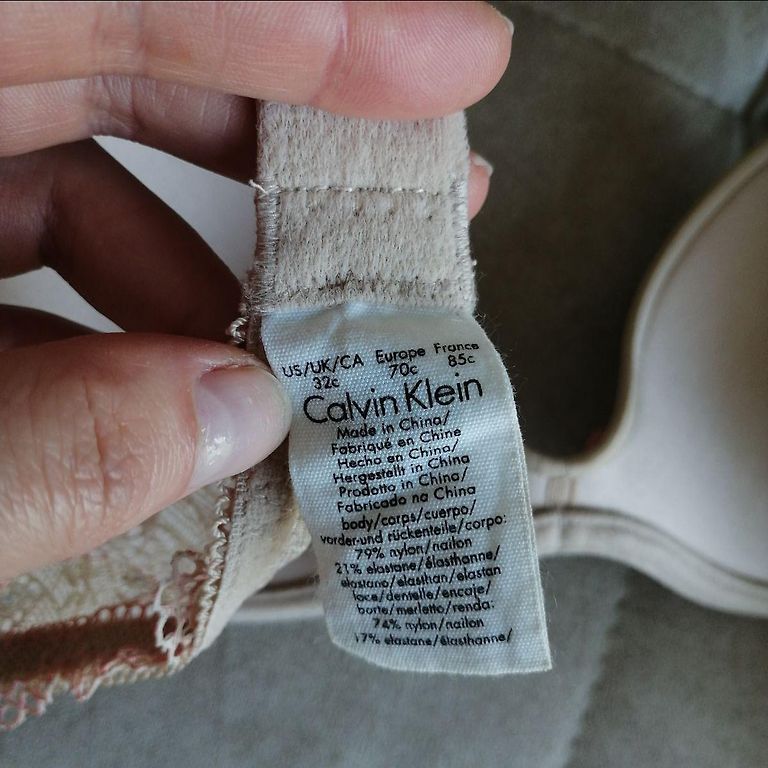 US/UK/CA Europe France
32c 70c 85c
Calvin Klein
Made in China/
Fabriqué en Chine
Hecho en China/
Hergestellt in China
Prodotto in China/
Fabricado na China
body/corps/cuerpo/
vorder-und rückenteile/corpo:
79% nylon/nailon
21% elastane/élasthanne/
elastano/elasthan/elastan
lace/dentelle/encaje/
borte/merletto/renda:
74% nylon/nailon
17% elastane/élasthanne/